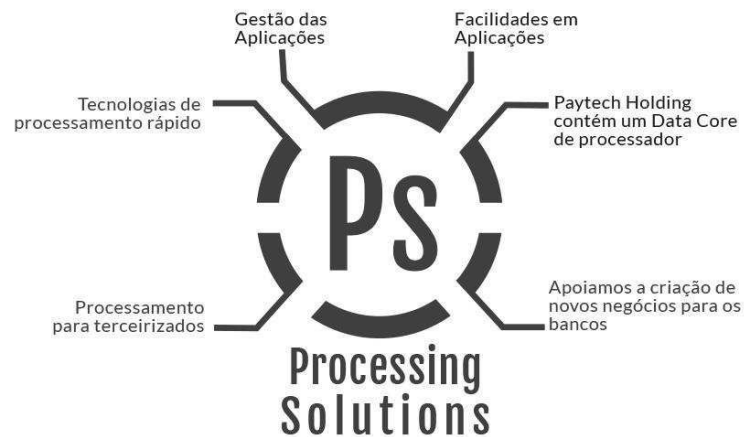 Gestão das
Aplicações
Facilidades em
Aplicações
Tecnologias de
processamento rápido
Paytech Holding
contém um Data Core
de processador
Ps
Processamento
para terceirizados
Apoiamos a criação de
novos negócios para os
bancos
Processing
Solutions